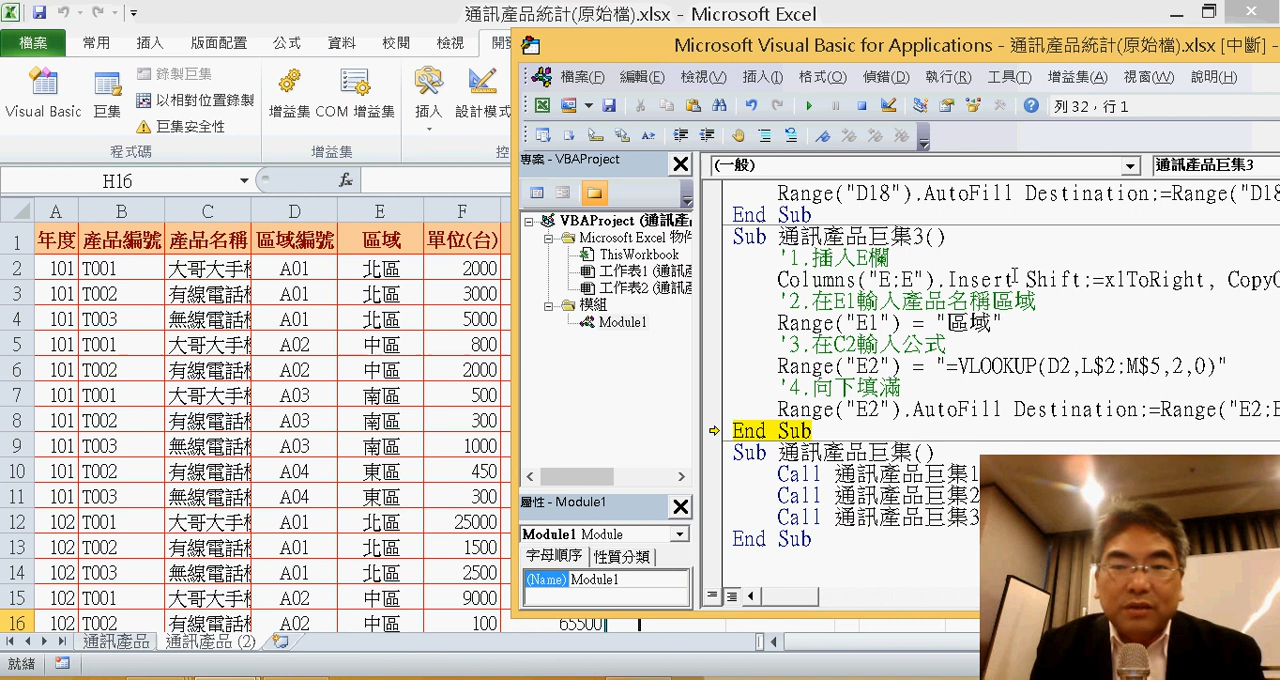 通訊產品統計(原始檔).xlsx - Microsoft Excel
檔案 常用 插入 版面配置 公式 資料 校閱 檢視
Visual Basic 巨集 錄製巨集 以相對位置錄製 巨集安全性 增益集 COM 增益集 插入 設計模式
程式碼 增益集
H16 fx
A B C D E F
1 年度 產品編號 產品名稱 區域編號 區域 單位(台)
2 101 T001 大哥大手 A01 北區 2000
3 101 T002 有線電話 A01 北區 3000
4 101 T003 無線電話 A01 北區 5000
5 101 T001 大哥大手 A02 中區 800
6 101 T002 有線電話 A02 中區 2000
7 101 T001 大哥大手 A03 南區 500
8 101 T002 有線電話 A03 南區 300
9 101 T003 無線電話 A03 南區 1000
10 101 T002 有線電話 A04 東區 450
11 101 T003 無線電話 A04 東區 300
12 102 T001 大哥大手 A01 北區 25000
13 102 T002 有線電話 A01 北區 1500
14 102 T003 無線電話 A01 北區 2500
15 102 T001 大哥大手 A02 中區 9000
16 102 T002 有線電話 A02 中區 100 65500
通訊產品 通訊產品 (2)
就緒
Microsoft Visual Basic for Applications - 通訊產品統計(原始檔).xlsx [中斷] -
檔案(F) 編輯(E) 檢視(V) 插入(I) 格式(O) 偵錯(D) 執行(R) 工具(T) 增益集(A) 視窗(W) 說明(H)
列 32，行 1
專案 - VBAProject
VBAProject (通訊產
Microsoft Excel 物件
ThisWorkbook
工作表1 (通訊產
工作表2 (通訊產
模組
Module1
屬性 - Module1
Module1 Module
字母順序 性質分類
(Name) Module1
(一般) 通訊產品巨集3
Range("D18").AutoFill Destination:=Range("D18
End Sub
Sub 通訊產品巨集3()
'1.插入E欄
Columns("E:E").Insert Shift:=xlToRight, CopyO
'2.在E1輸入產品名稱區域
Range("E1") = "區域"
'3.在C2輸入公式
Range("E2") = "=VLOOKUP(D2,L$2:M$5,2,0)"
'4.向下填滿
Range("E2").AutoFill Destination:=Range("E2:E
End Sub
Sub 通訊產品巨集()
Call 通訊產品巨集1
Call 通訊產品巨集2
Call 通訊產品巨集3
End Sub